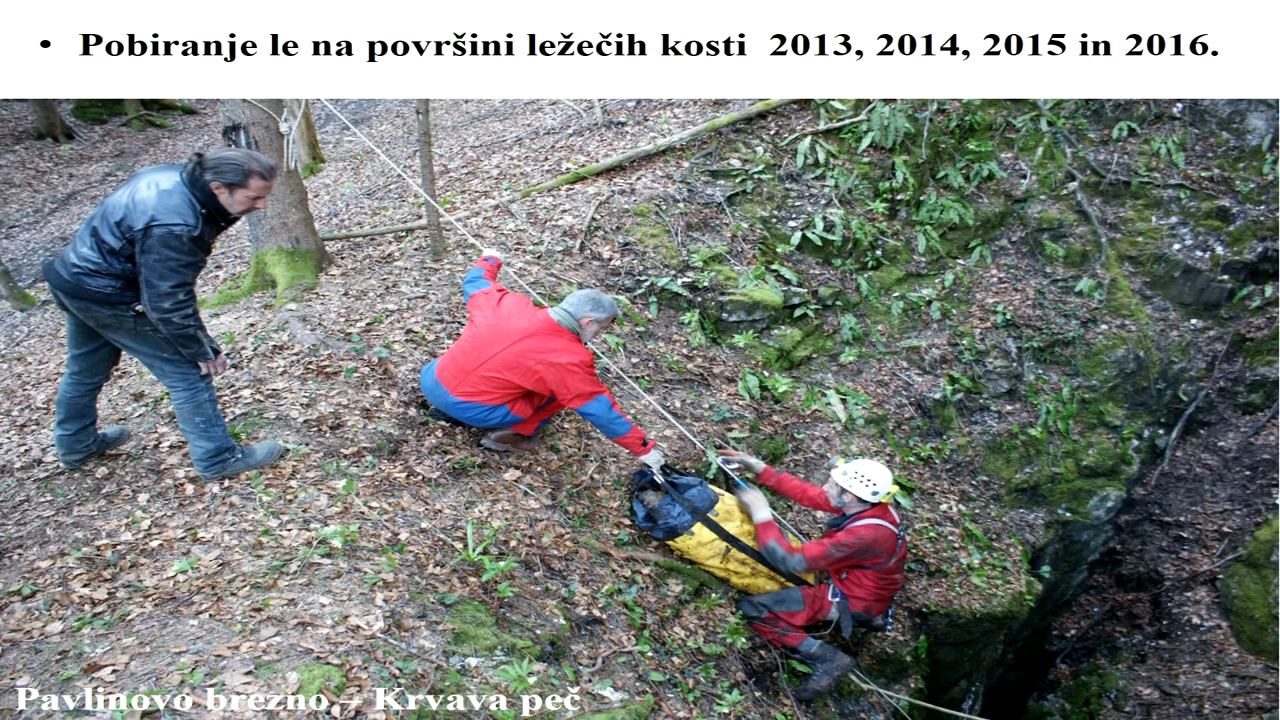 • Pobiranje le na površini ležečih kosti  2013, 2014, 2015 in 2016.
Pavlinovo brezno – Krvava peč